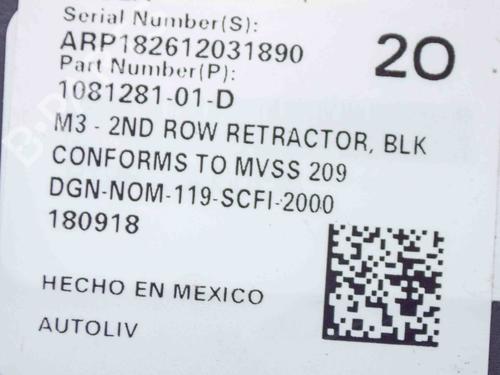 Serial Number(S):
ARP182612031890
20
Part Number(P):
1081281-01-D
M3 - 2ND ROW RETRACTOR, BLK
CONFORMS TO MVSS 209
DGN-NOM-119-SCFI-2000
180918
HECHO EN MEXICO
AUTOLIV